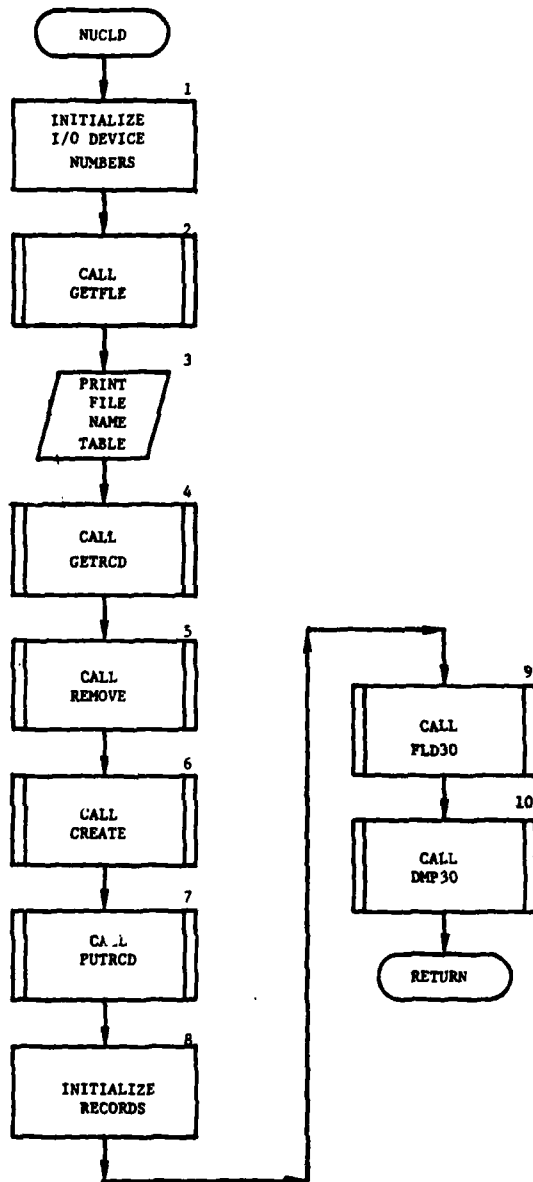 NUCLD
1
INITIALIZE
I/O DEVICE
NUMBERS
2
CALL
GETFLE
3
PRINT
FILE
NAME
TABLE
4
CALL
GETRCD
5
CALL
REMOVE
6
CALL
CREATE
7
CALL
PUTRCD
8
INITIALIZE
RECORDS
9
CALL
FLD30
10
CALL
DMP30
RETURN